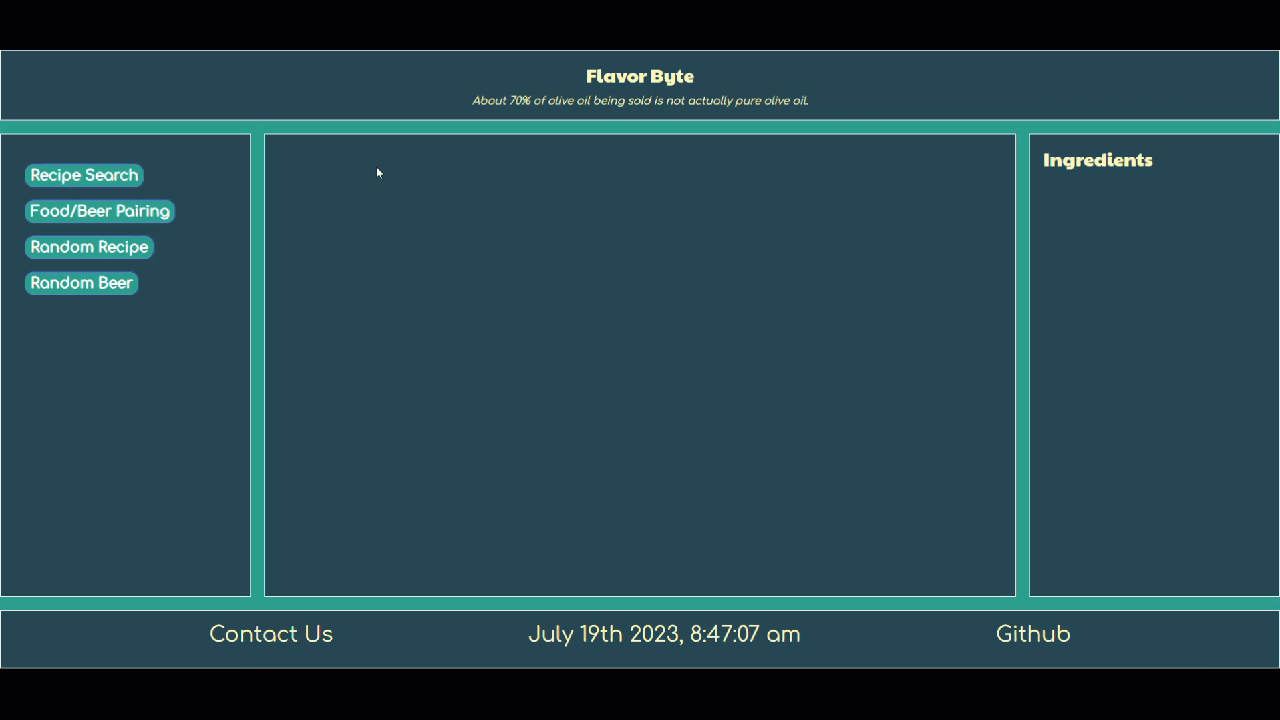 Flavor Byte
About 70% of olive oil being sold is not actually pure olive oil.
Recipe Search
Food/Beer Pairing
Random Recipe
Random Beer
Ingredients
Contact Us
July 19th 2023, 8:47:07 am
Github